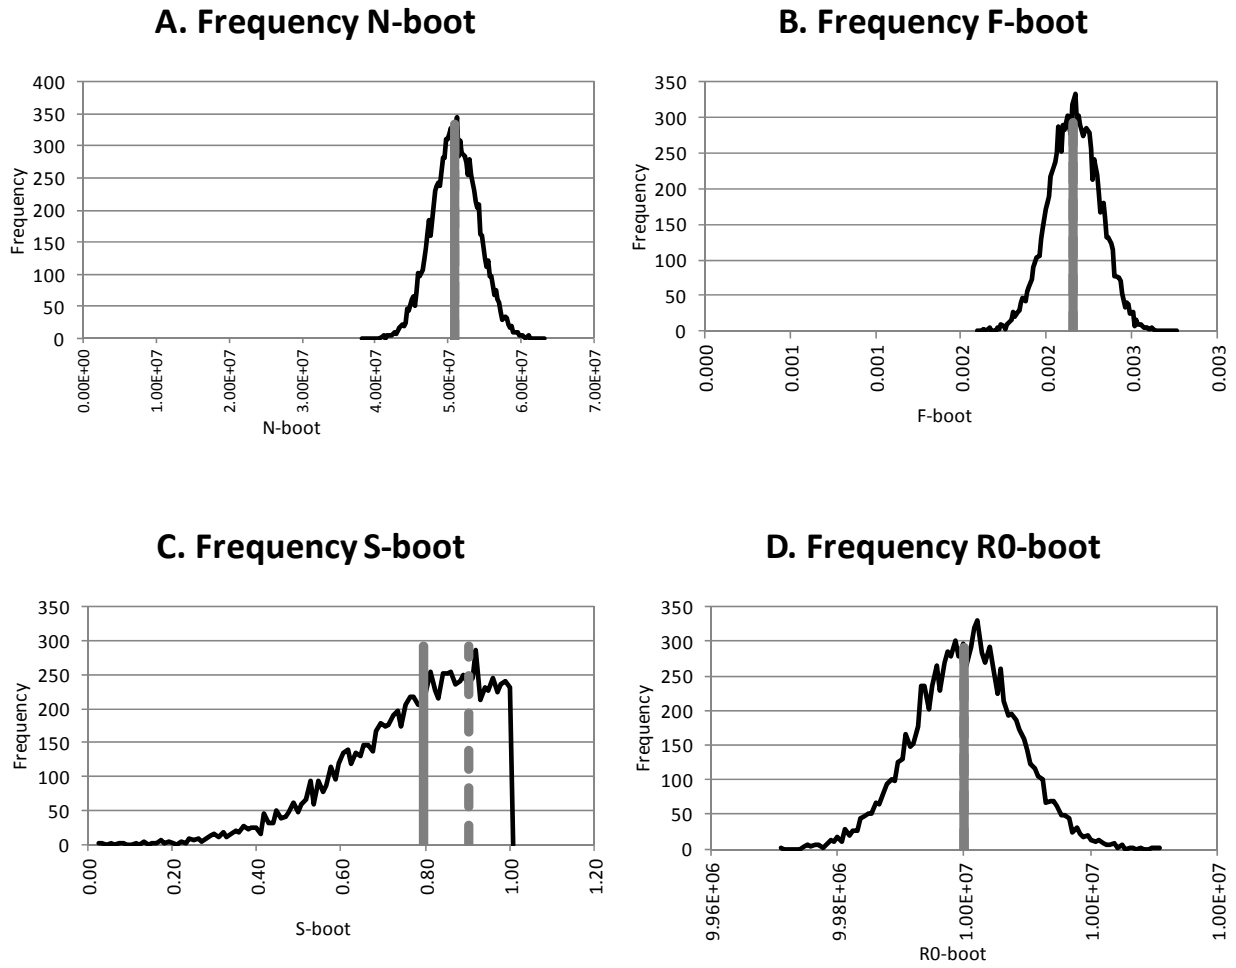 A. Frequency N-boot
400
350
300
250
200
150
100
50
0
Frequency
0.00E+00
1.00E+07
2.00E+07
3.00E+07
4.00E+07
5.00E+07
6.00E+07
7.00E+07
N-boot
B. Frequency F-boot
350
300
250
200
150
100
50
0
Frequency
0.000
0.001
0.001
0.002
0.002
0.003
0.003
F-boot
C. Frequency S-boot
350
300
250
200
150
100
50
0
Frequency
0.00
0.20
0.40
0.60
0.80
1.00
1.20
S-boot
D. Frequency R0-boot
350
300
250
200
150
100
50
0
Frequency
9.96E+06
9.98E+06
1.00E+07
1.00E+07
1.00E+07
R0-boot